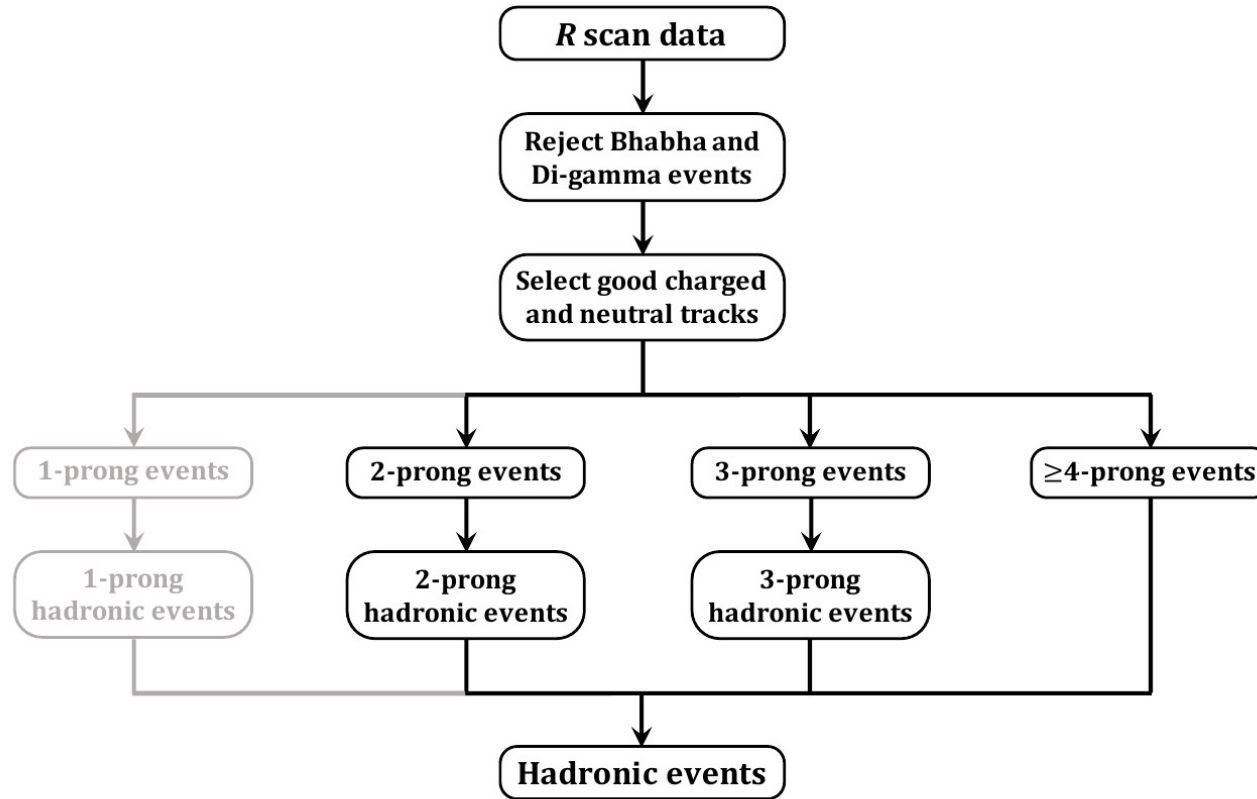 R scan data
Reject Bhabha and
Di-gamma events
Select good charged
and neutral tracks
1-prong events
2-prong events
3-prong events
≥4-prong events
1-prong
hadronic events
2-prong
hadronic events
3-prong
hadronic events
Hadronic events